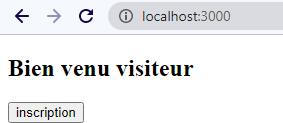 localhost:3000
Bien venu visiteur
inscription